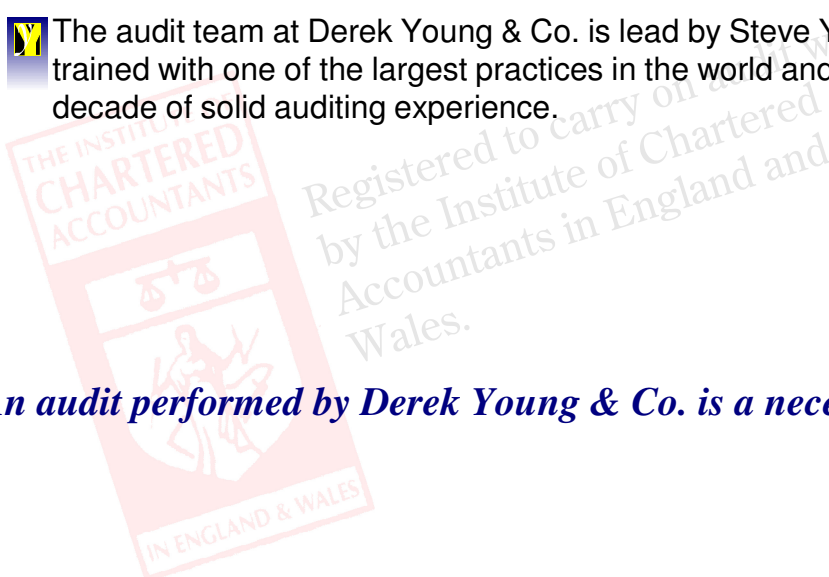 The audit team at Derek Young & Co. is lead by Steve Y
trained with one of the largest practices in the world and
decade of solid auditing experience.
Registered to carry on audit w
by the Institute of Chartered
Accountants in England and
Wales.
THE INSTITUTE OF
CHARTERED
ACCOUNTANTS
IN ENGLAND & WALES
n audit performed by Derek Young & Co. is a nece